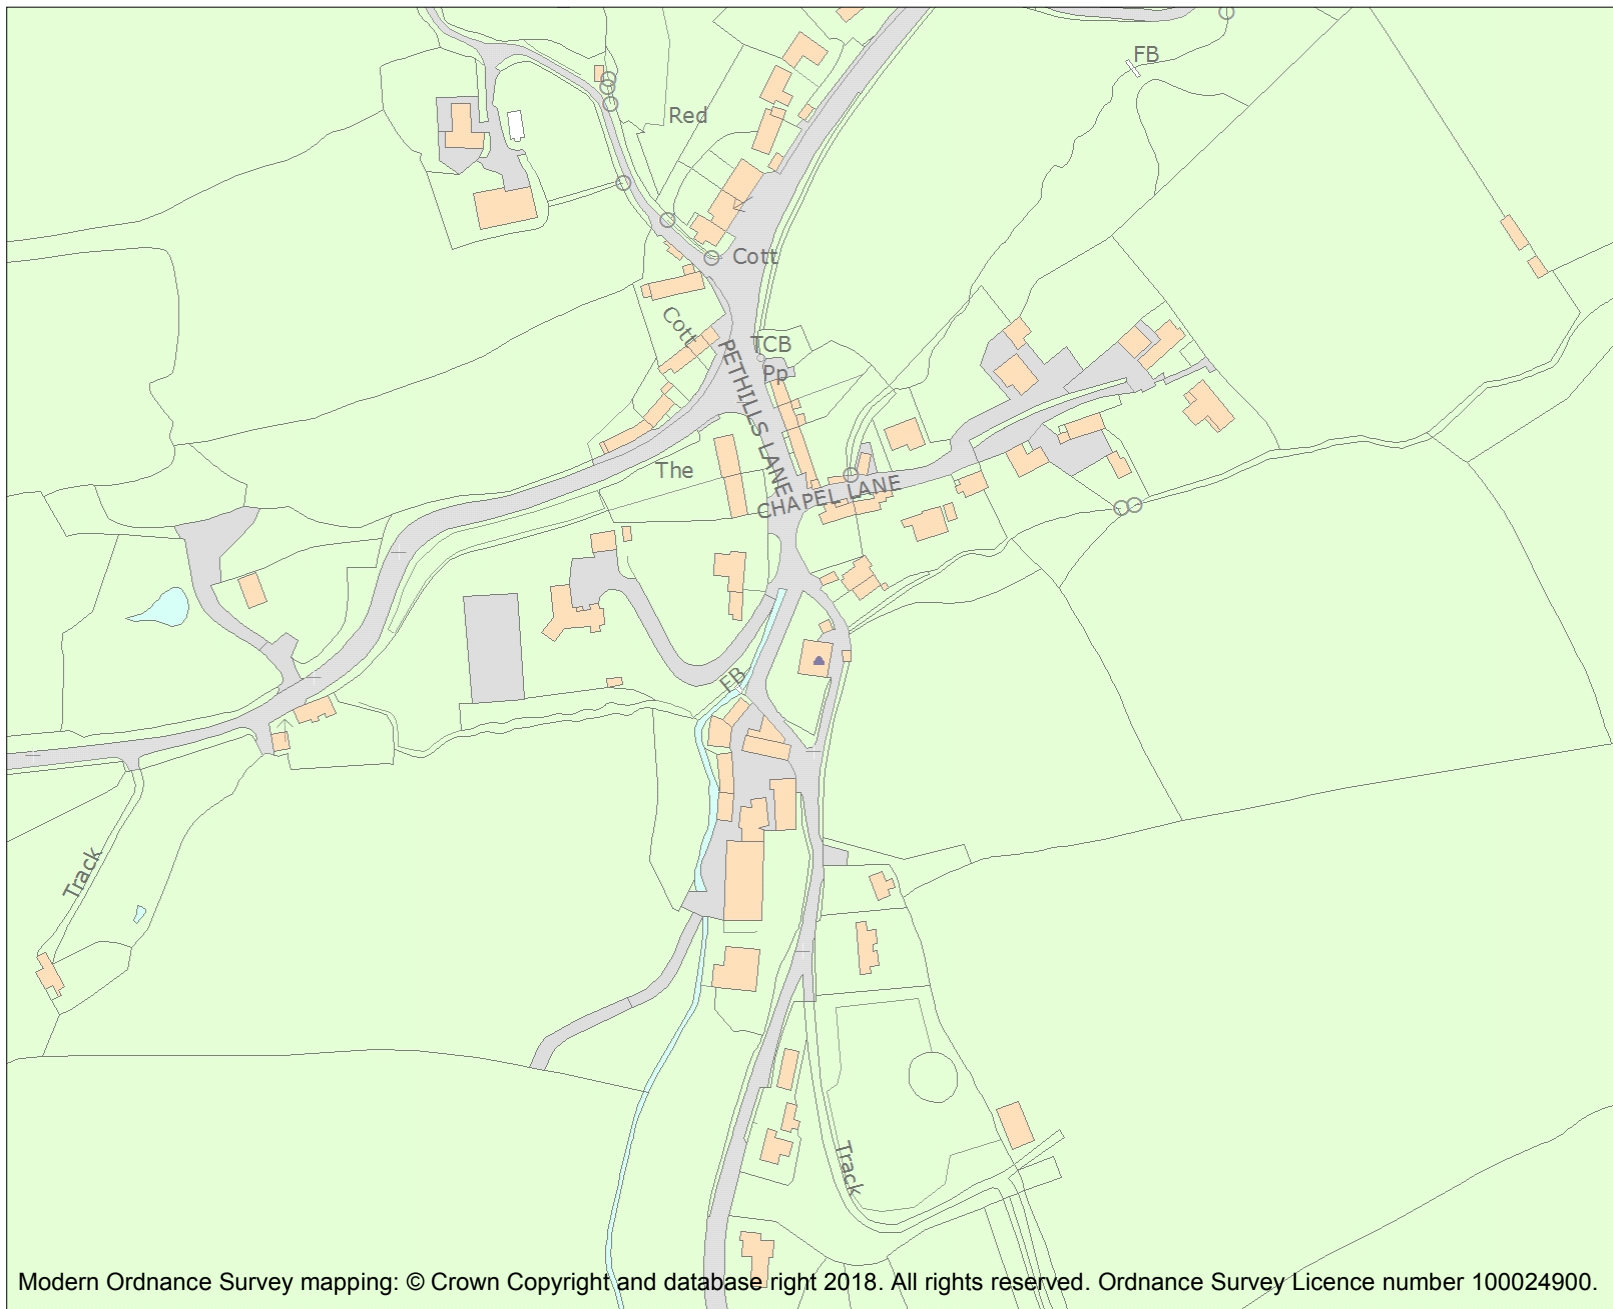 FB
Red
Cott
Cott
TCB
Pp
PETHILLS LANE
The
CHAPEL LANE
FB
Track
Track
Modern Ordnance Survey mapping: © Crown Copyright and database right 2018. All rights reserved. Ordnance Survey Licence number 100024900.